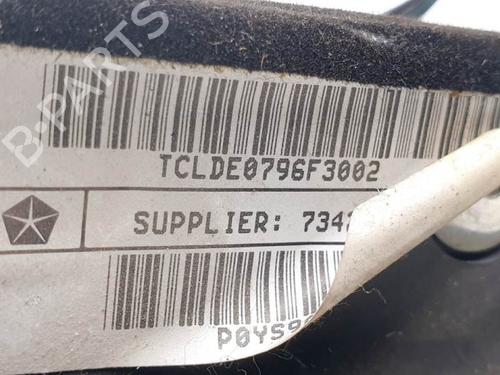 B-PARTS
TCLDE0796F3002
SUPPLIER: 734
P0YS9